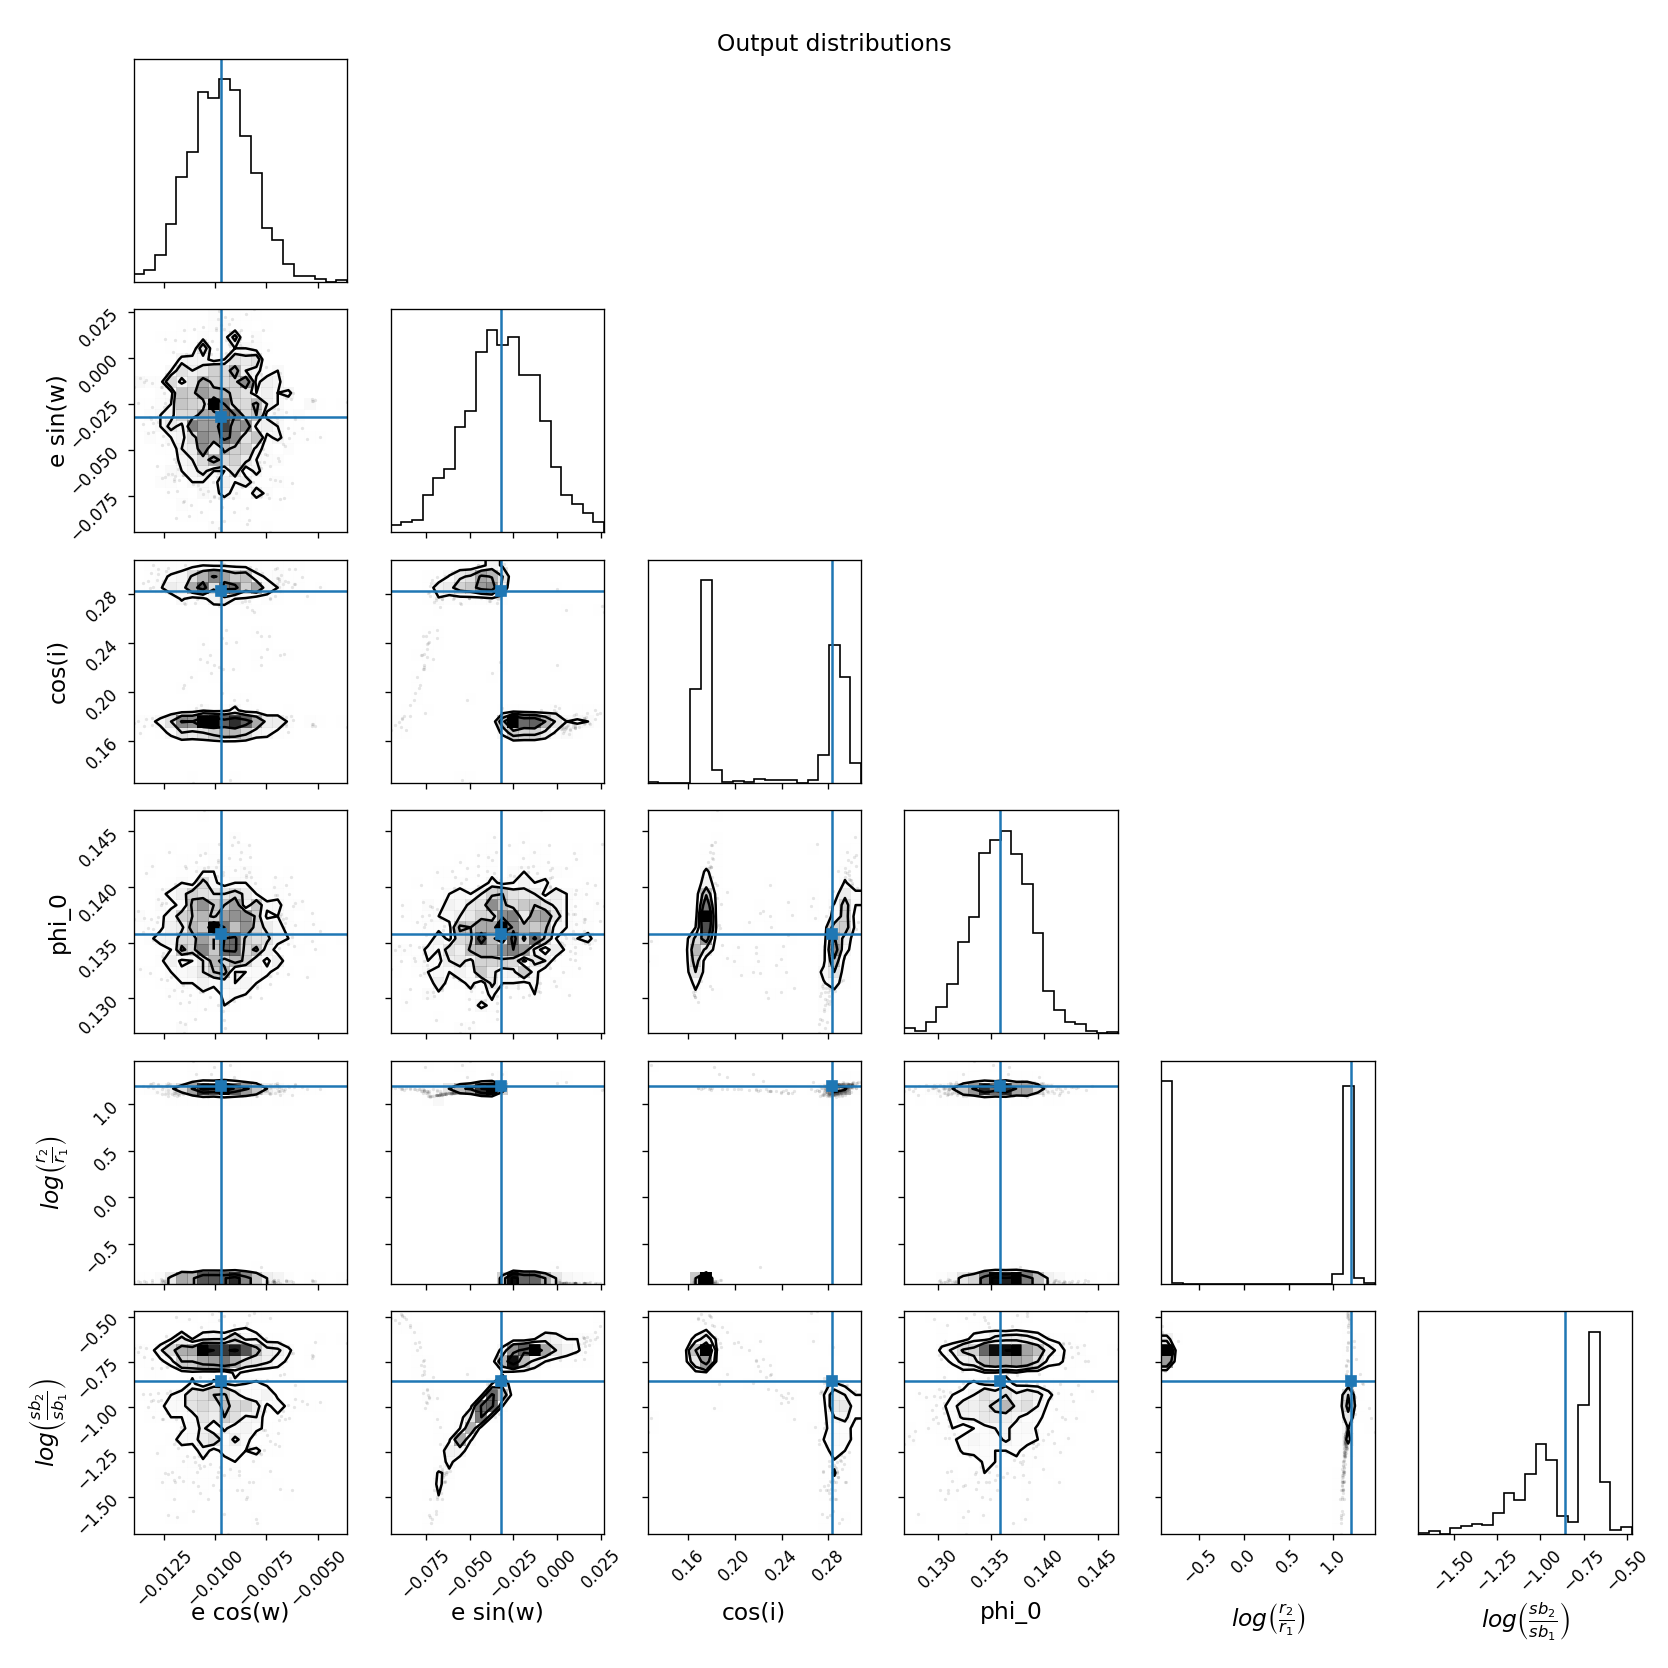 Output distributions
0.025
0.000
−0.025
−0.050
−0.075
e sin(w)
0.28
0.24
0.20
0.16
cos(i)
0.145
0.140
0.135
0.130
phi_0
1.0
0.5
0.0
−0.5
log(r2/r1)
−0.50
−0.75
−1.00
−1.25
−1.50
log(sb2/sb1)
−0.0125 −0.0100 −0.0075 −0.0050
−0.075 −0.050 −0.025 0.000 0.025
0.16 0.20 0.24 0.28
0.130 0.135 0.140 0.145
−0.5 0.0 0.5 1.0
−1.50 −1.25 −1.00 −0.75 −0.50
e cos(w)
e sin(w)
cos(i)
phi_0
log(r2/r1)
log(sb2/sb1)